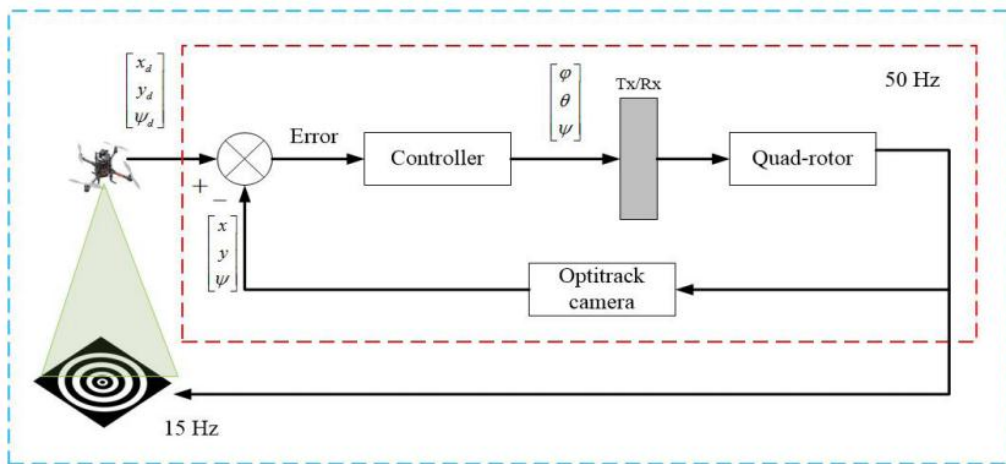 x_d
y_d
ψ_d
Error
+
−
Controller
φ
θ
ψ
Tx/Rx
50 Hz
Quad-rotor
x
y
ψ
Optitrack
camera
15 Hz